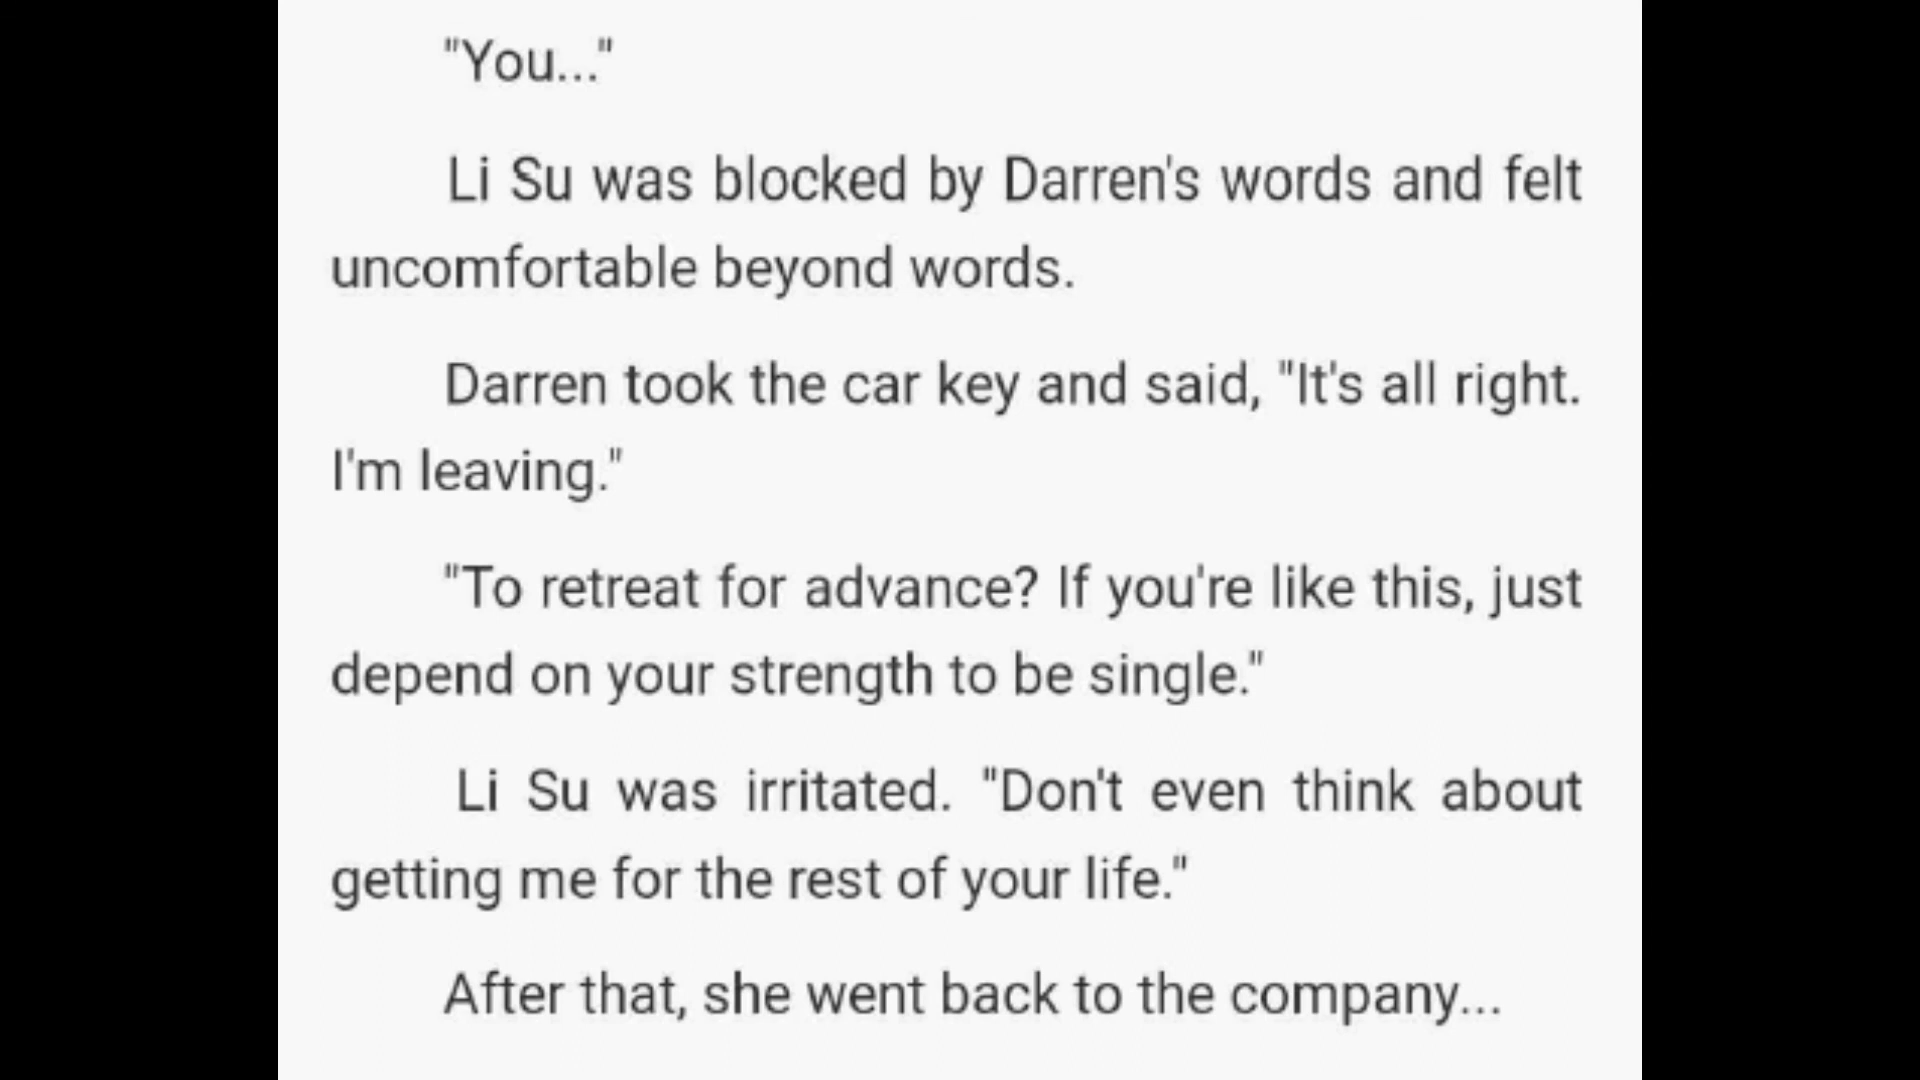 "You..."
Li Su was blocked by Darren's words and felt
uncomfortable beyond words.
Darren took the car key and said, "It's all right.
I'm leaving."
"To retreat for advance? If you're like this, just
depend on your strength to be single."
Li Su was irritated. "Don't even think about
getting me for the rest of your life."
After that, she went back to the company...